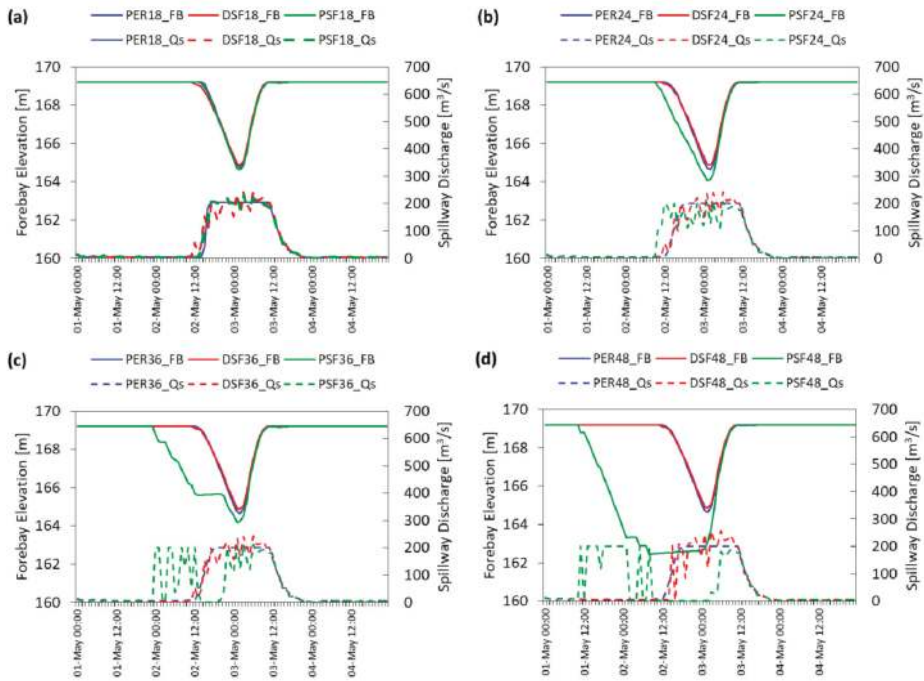 (a)
PER18_FB DSF18_FB PSF18_FB
PER18_Qs DSF18_Qs PSF18_Qs
Forebay Elevation [m]
170
168
166
164
162
160
700
600
500
400
300
200
100
0
Spillway Discharge [m³/s]
01-May 00:00
01-May 12:00
02-May 00:00
02-May 12:00
03-May 00:00
03-May 12:00
04-May 00:00
04-May 12:00
(b)
PER24_FB DSF24_FB PSF24_FB
PER24_Qs DSF24_Qs PSF24_Qs
Forebay Elevation [m]
170
168
166
164
162
160
700
600
500
400
300
200
100
0
Spillway Discharge [m³/s]
01-May 00:00
01-May 12:00
02-May 00:00
02-May 12:00
03-May 00:00
03-May 12:00
04-May 00:00
04-May 12:00
(c)
PER36_FB DSF36_FB PSF36_FB
PER36_Qs DSF36_Qs PSF36_Qs
Forebay Elevation [m]
170
168
166
164
162
160
700
600
500
400
300
200
100
0
Spillway Discharge [m³/s]
01-May 00:00
01-May 12:00
02-May 00:00
02-May 12:00
03-May 00:00
03-May 12:00
04-May 00:00
04-May 12:00
(d)
PER48_FB DSF48_FB PSF48_FB
PER48_Qs DSF48_Qs PSF48_Qs
Forebay Elevation [m]
170
168
166
164
162
160
700
600
500
400
300
200
100
0
Spillway Discharge [m³/s]
01-May 00:00
01-May 12:00
02-May 00:00
02-May 12:00
03-May 00:00
03-May 12:00
04-May 00:00
04-May 12:00